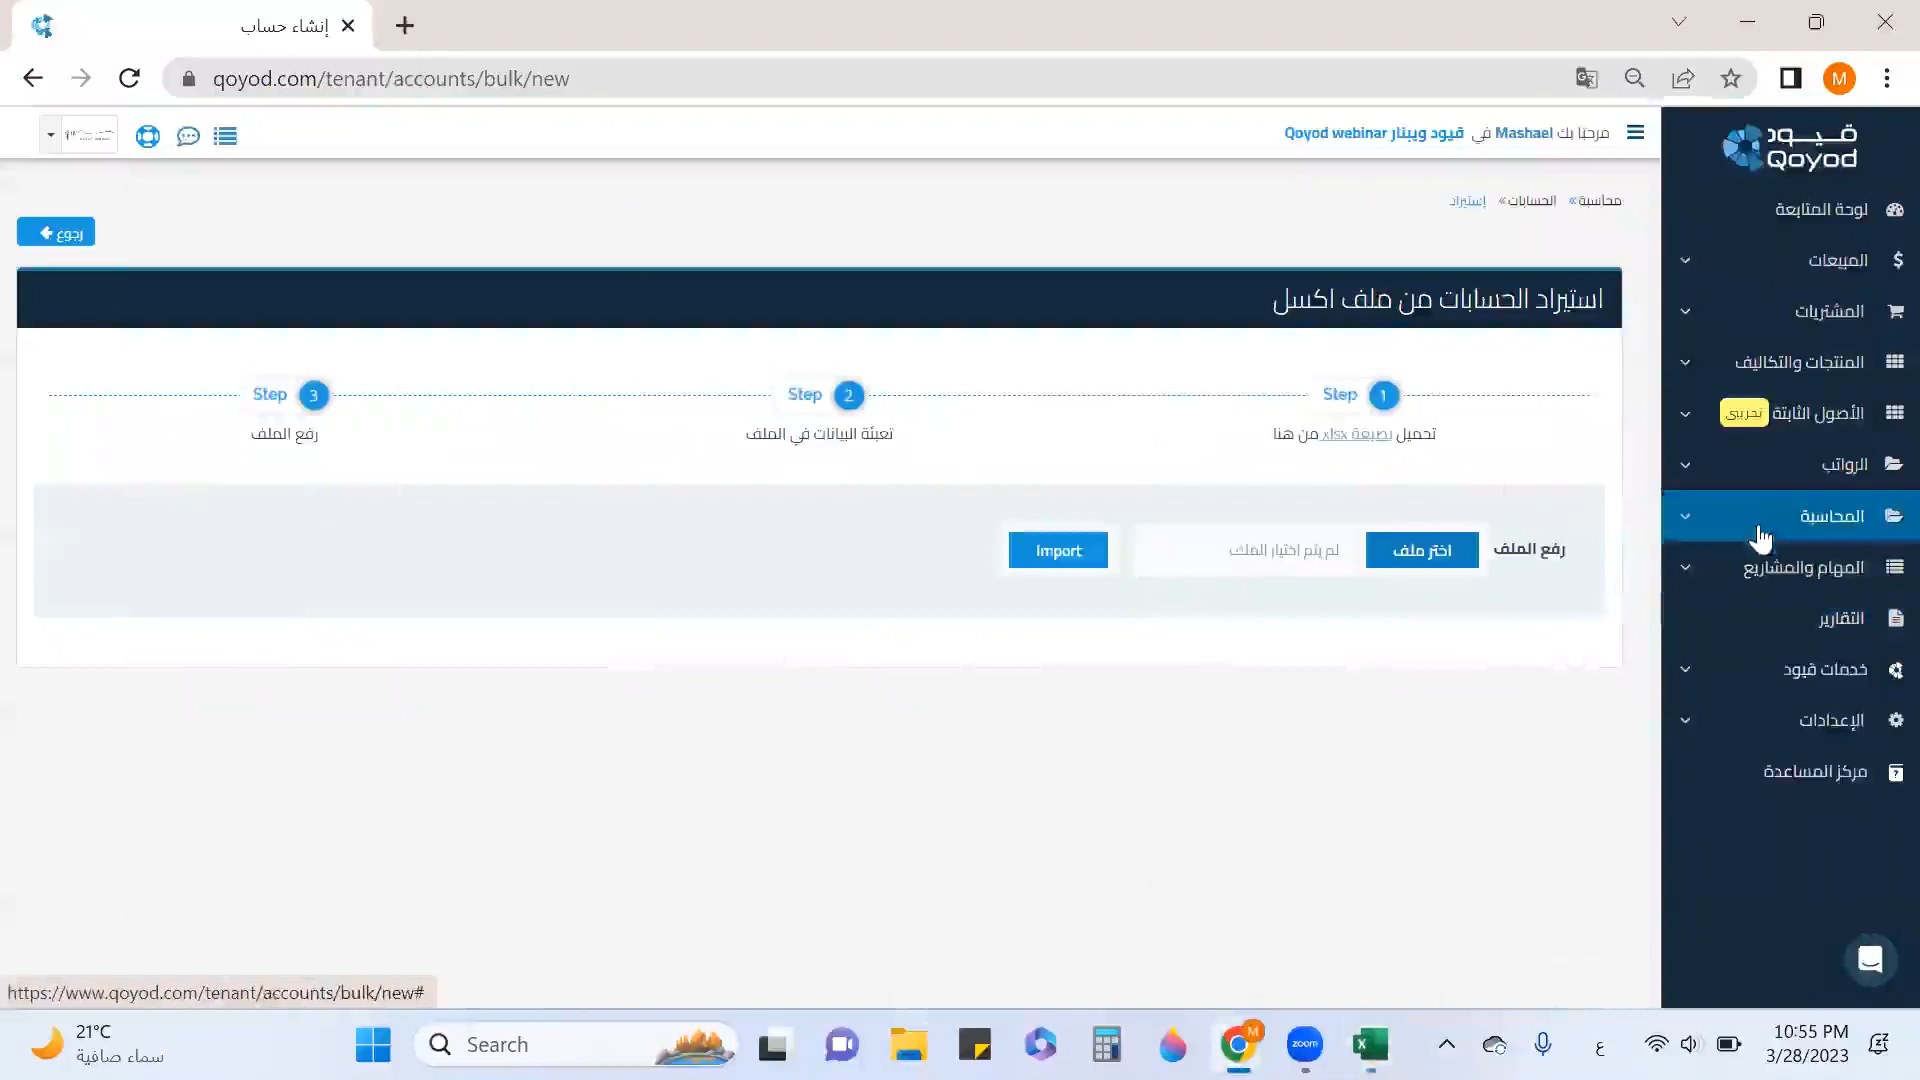 إنشاء حساب
qoyod.com/tenant/accounts/bulk/new
M
مرحبًا بك Mashael في قيود ويبنار Qoyod webinar
قيود
Qoyod
محاسبة » الحسابات » إستيراد
رجوع
استيراد الحسابات من ملف اكسل
1 Step
تحميل بصيغة xlsx من هنا
2 Step
تعبئة البيانات في الملف
3 Step
رفع الملف
رفع الملف
اختر ملف
لم يتم اختيار الملف
Import
لوحة المتابعة
المبيعات
المشتريات
المنتجات والتكاليف
الأصول الثابتة تجريبي
الرواتب
المحاسبة
المهام والمشاريع
التقارير
خدمات قيود
الإعدادات
مركز المساعدة
https://www.qoyod.com/tenant/accounts/bulk/new#
21°C
سماء صافية
Search
M
zoom
ع
10:55 PM
3/28/2023